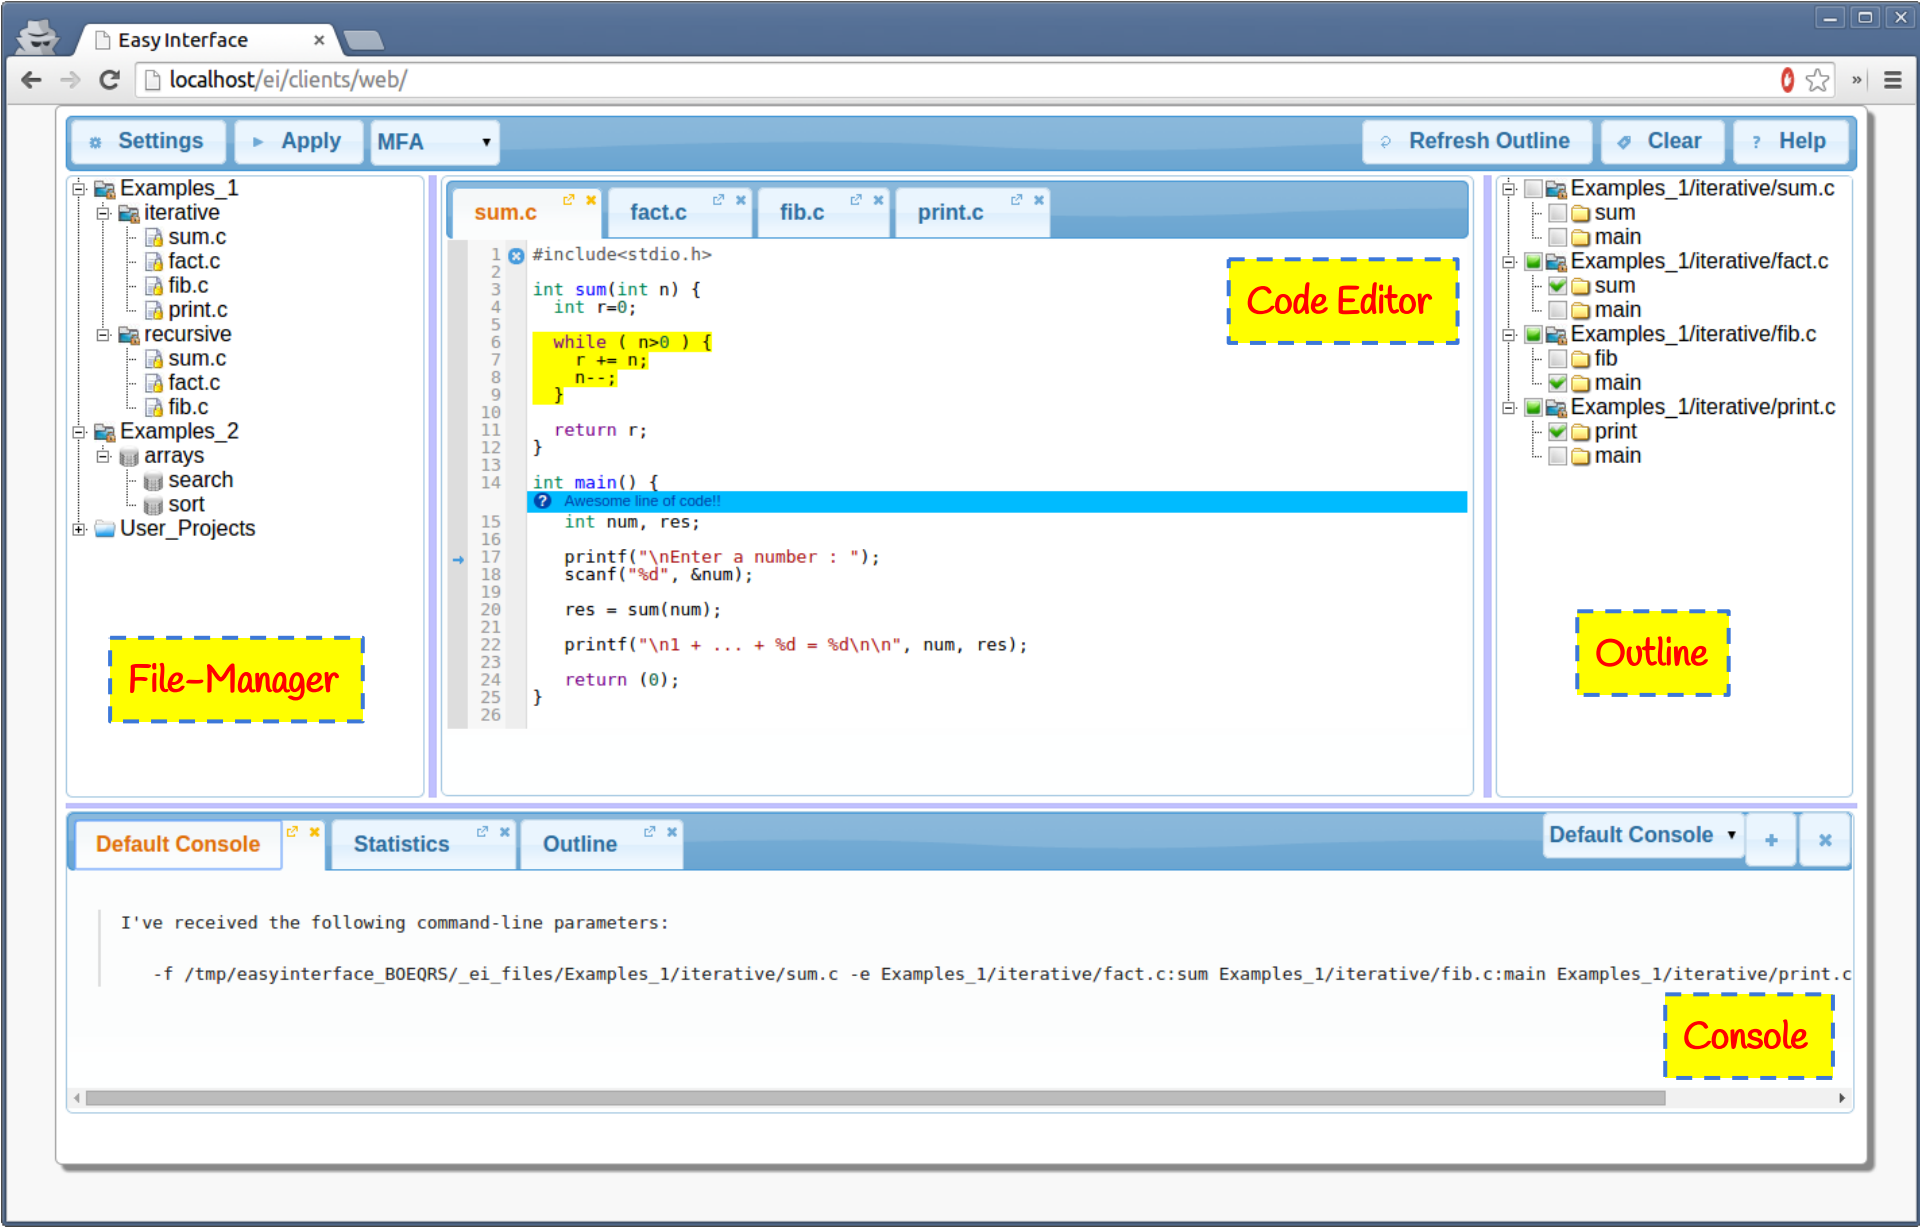 Easy Interface
localhost/ei/clients/web/
Settings Apply MFA Refresh Outline Clear ? Help
Examples_1
iterative
sum.c
fact.c
fib.c
print.c
recursive
sum.c
fact.c
fib.c
Examples_2
arrays
search
sort
User_Projects
File-Manager
sum.c fact.c fib.c print.c
1 #include<stdio.h>
2
3 int sum(int n) {
4 int r=0;
5
6 while ( n>0 ) {
7 r += n;
8 n--;
9 }
10
11 return r;
12 }
13
14 int main() {
? Awesome line of code!!
15 int num, res;
16
17 printf("\nEnter a number : ");
18 scanf("%d", &num);
19
20 res = sum(num);
21
22 printf("\n1 + ... + %d = %d\n\n", num, res);
23
24 return (0);
25 }
26
Code Editor
Examples_1/iterative/sum.c
sum
main
Examples_1/iterative/fact.c
sum
main
Examples_1/iterative/fib.c
fib
main
Examples_1/iterative/print.c
print
main
Outline
Default Console Statistics Outline Default Console
I've received the following command-line parameters:
-f /tmp/easyinterface_BOEQRS/_ei_files/Examples_1/iterative/sum.c -e Examples_1/iterative/fact.c:sum Examples_1/iterative/fib.c:main Examples_1/iterative/print.c
Console